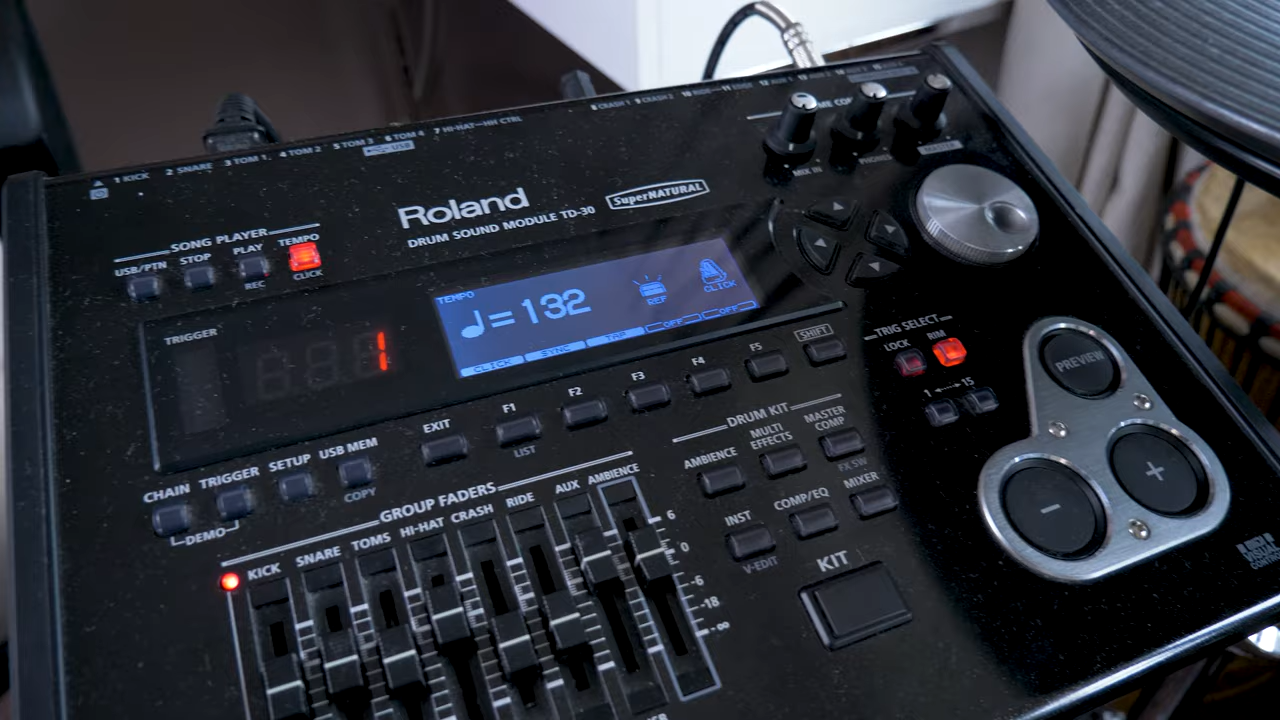 8 CRASH 1 9 CRASH 2
1 KICK 2 SNARE 3 TOM 1 4 TOM 2 5 TOM 3 6 TOM 4 7 HI-HAT—HH CTRL
USB
MIX IN
PHONES
MASTER
Roland
SuperNATURAL
DRUM SOUND MODULE TD-30
SONG PLAYER
USB/PTN STOP PLAY TEMPO
REC CLICK
TRIGGER
1
TEMPO
♩=132
REF CLICK
CLICK SYNC TAP OFF OFF
TRIG SELECT
LOCK RIM
1 15
PREVIEW
- +
EXIT F1 F2 F3 F4 F5 SHIFT
LIST
CHAIN TRIGGER SETUP USB MEM
DEMO COPY
DRUM KIT
AMBIENCE MULTI EFFECTS MASTER COMP
FX SW
INST COMP/EQ MIXER
V-EDIT
KIT
GROUP FADERS
KICK SNARE TOMS HI-HAT CRASH RIDE AUX AMBIENCE
6
0
-6
-18
-∞